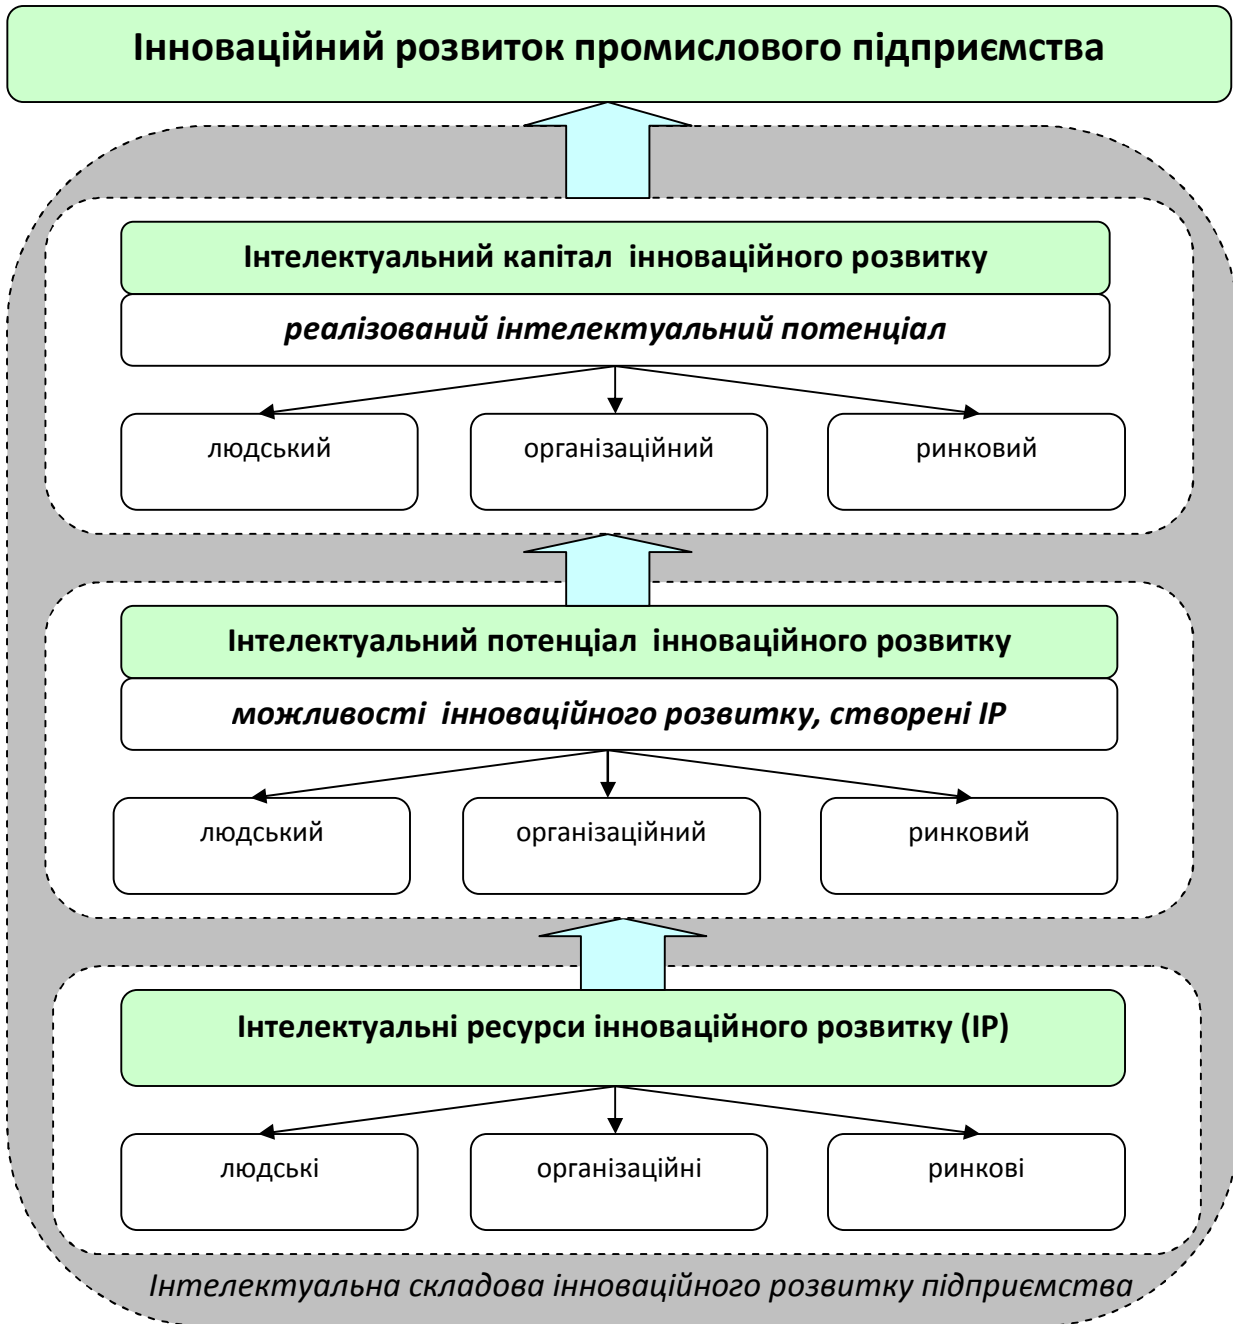 Інноваційний розвиток промислового підприємства
Інтелектуальний капітал інноваційного розвитку
реалізований інтелектуальний потенціал
людський
організаційний
ринковий
Інтелектуальний потенціал інноваційного розвитку
можливості інноваційного розвитку, створені ІР
людський
організаційний
ринковий
Інтелектуальні ресурси інноваційного розвитку (ІР)
людські
організаційні
ринкові
Інтелектуальна складова інноваційного розвитку підприємства